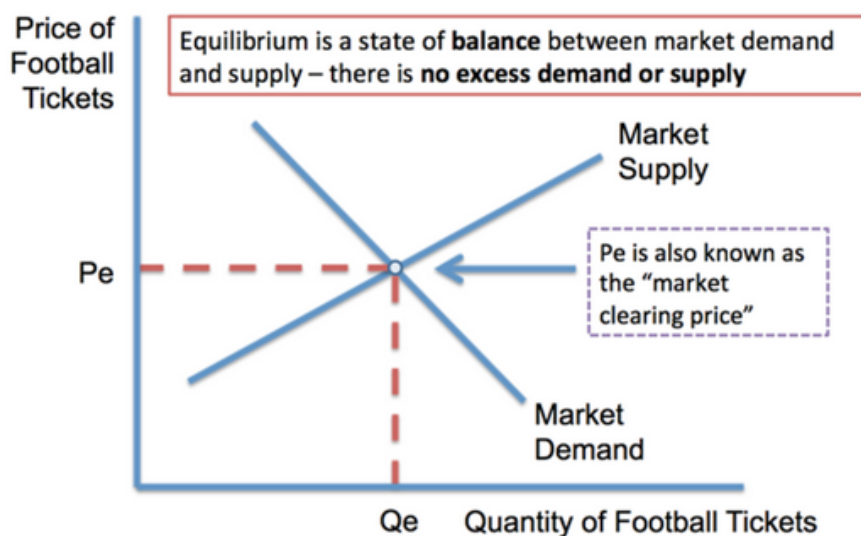 Price of
Football
Tickets
Equilibrium is a state of balance between market demand
and supply – there is no excess demand or supply
Market
Supply
Pe
Pe is also known as
the “market
clearing price”
Market
Demand
Qe
Quantity of Football Tickets